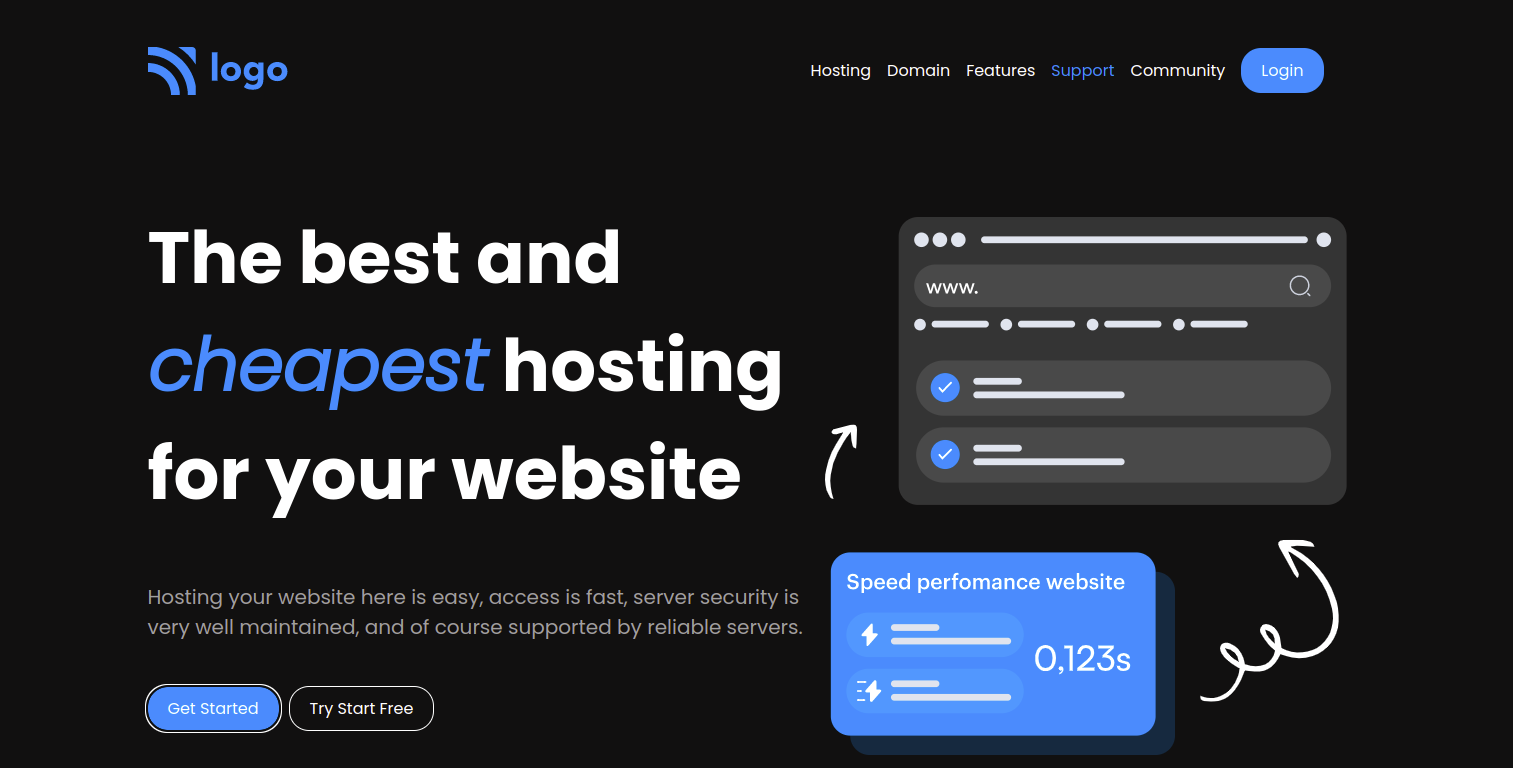 logo
Hosting Domain Features Support Community Login
The best and
cheapest hosting
for your website
www.
Hosting your website here is easy, access is fast, server security is
very well maintained, and of course supported by reliable servers.
Get Started Try Start Free
Speed perfomance website
0,123s